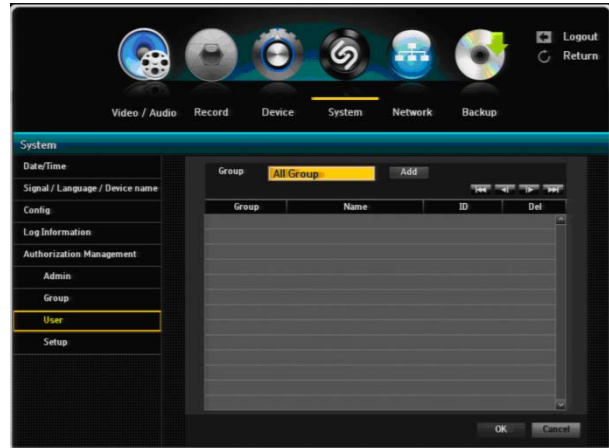 Logout
Return
Video / Audio Record Device System Network Backup
System
Date/Time
Signal / Language / Device name
Config
Log Information
Authorization Management
Admin
Group
User
Setup
Group All Group Add
Group Name ID Del
OK Cancel